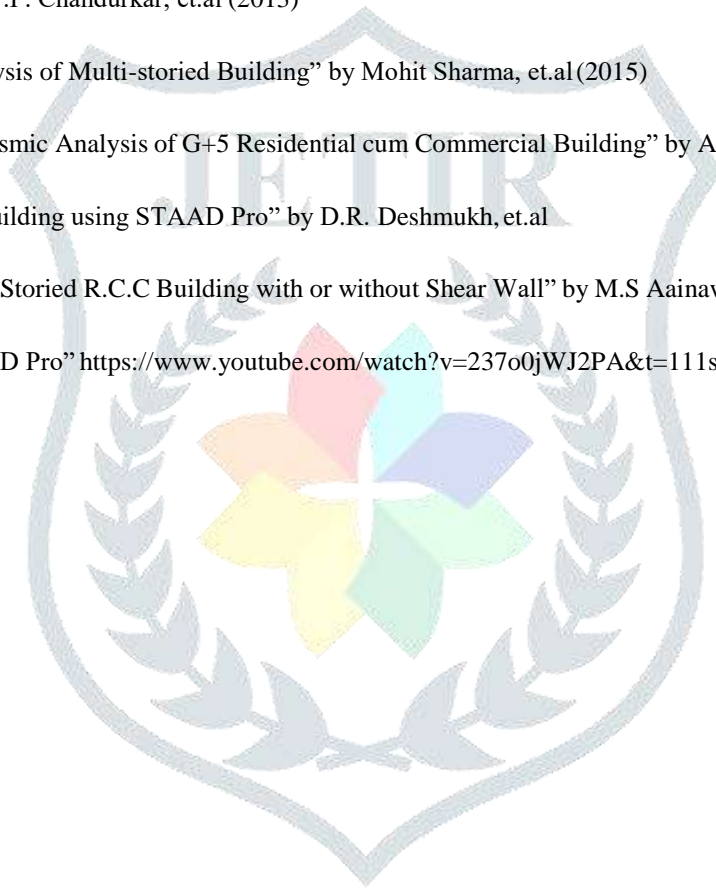 Chandurkar, et.al (2013)
ysis of Multi-storied Building” by Mohit Sharma, et.al (2015)
smic Analysis of G+5 Residential cum Commercial Building” by A
uilding using STAAD Pro” by D.R. Deshmukh, et.al
JETIR
Storied R.C.C Building with or without Shear Wall” by M.S Aainaw
D Pro” https://www.youtube.com/watch?v=237o0jWJ2PA&t=111s